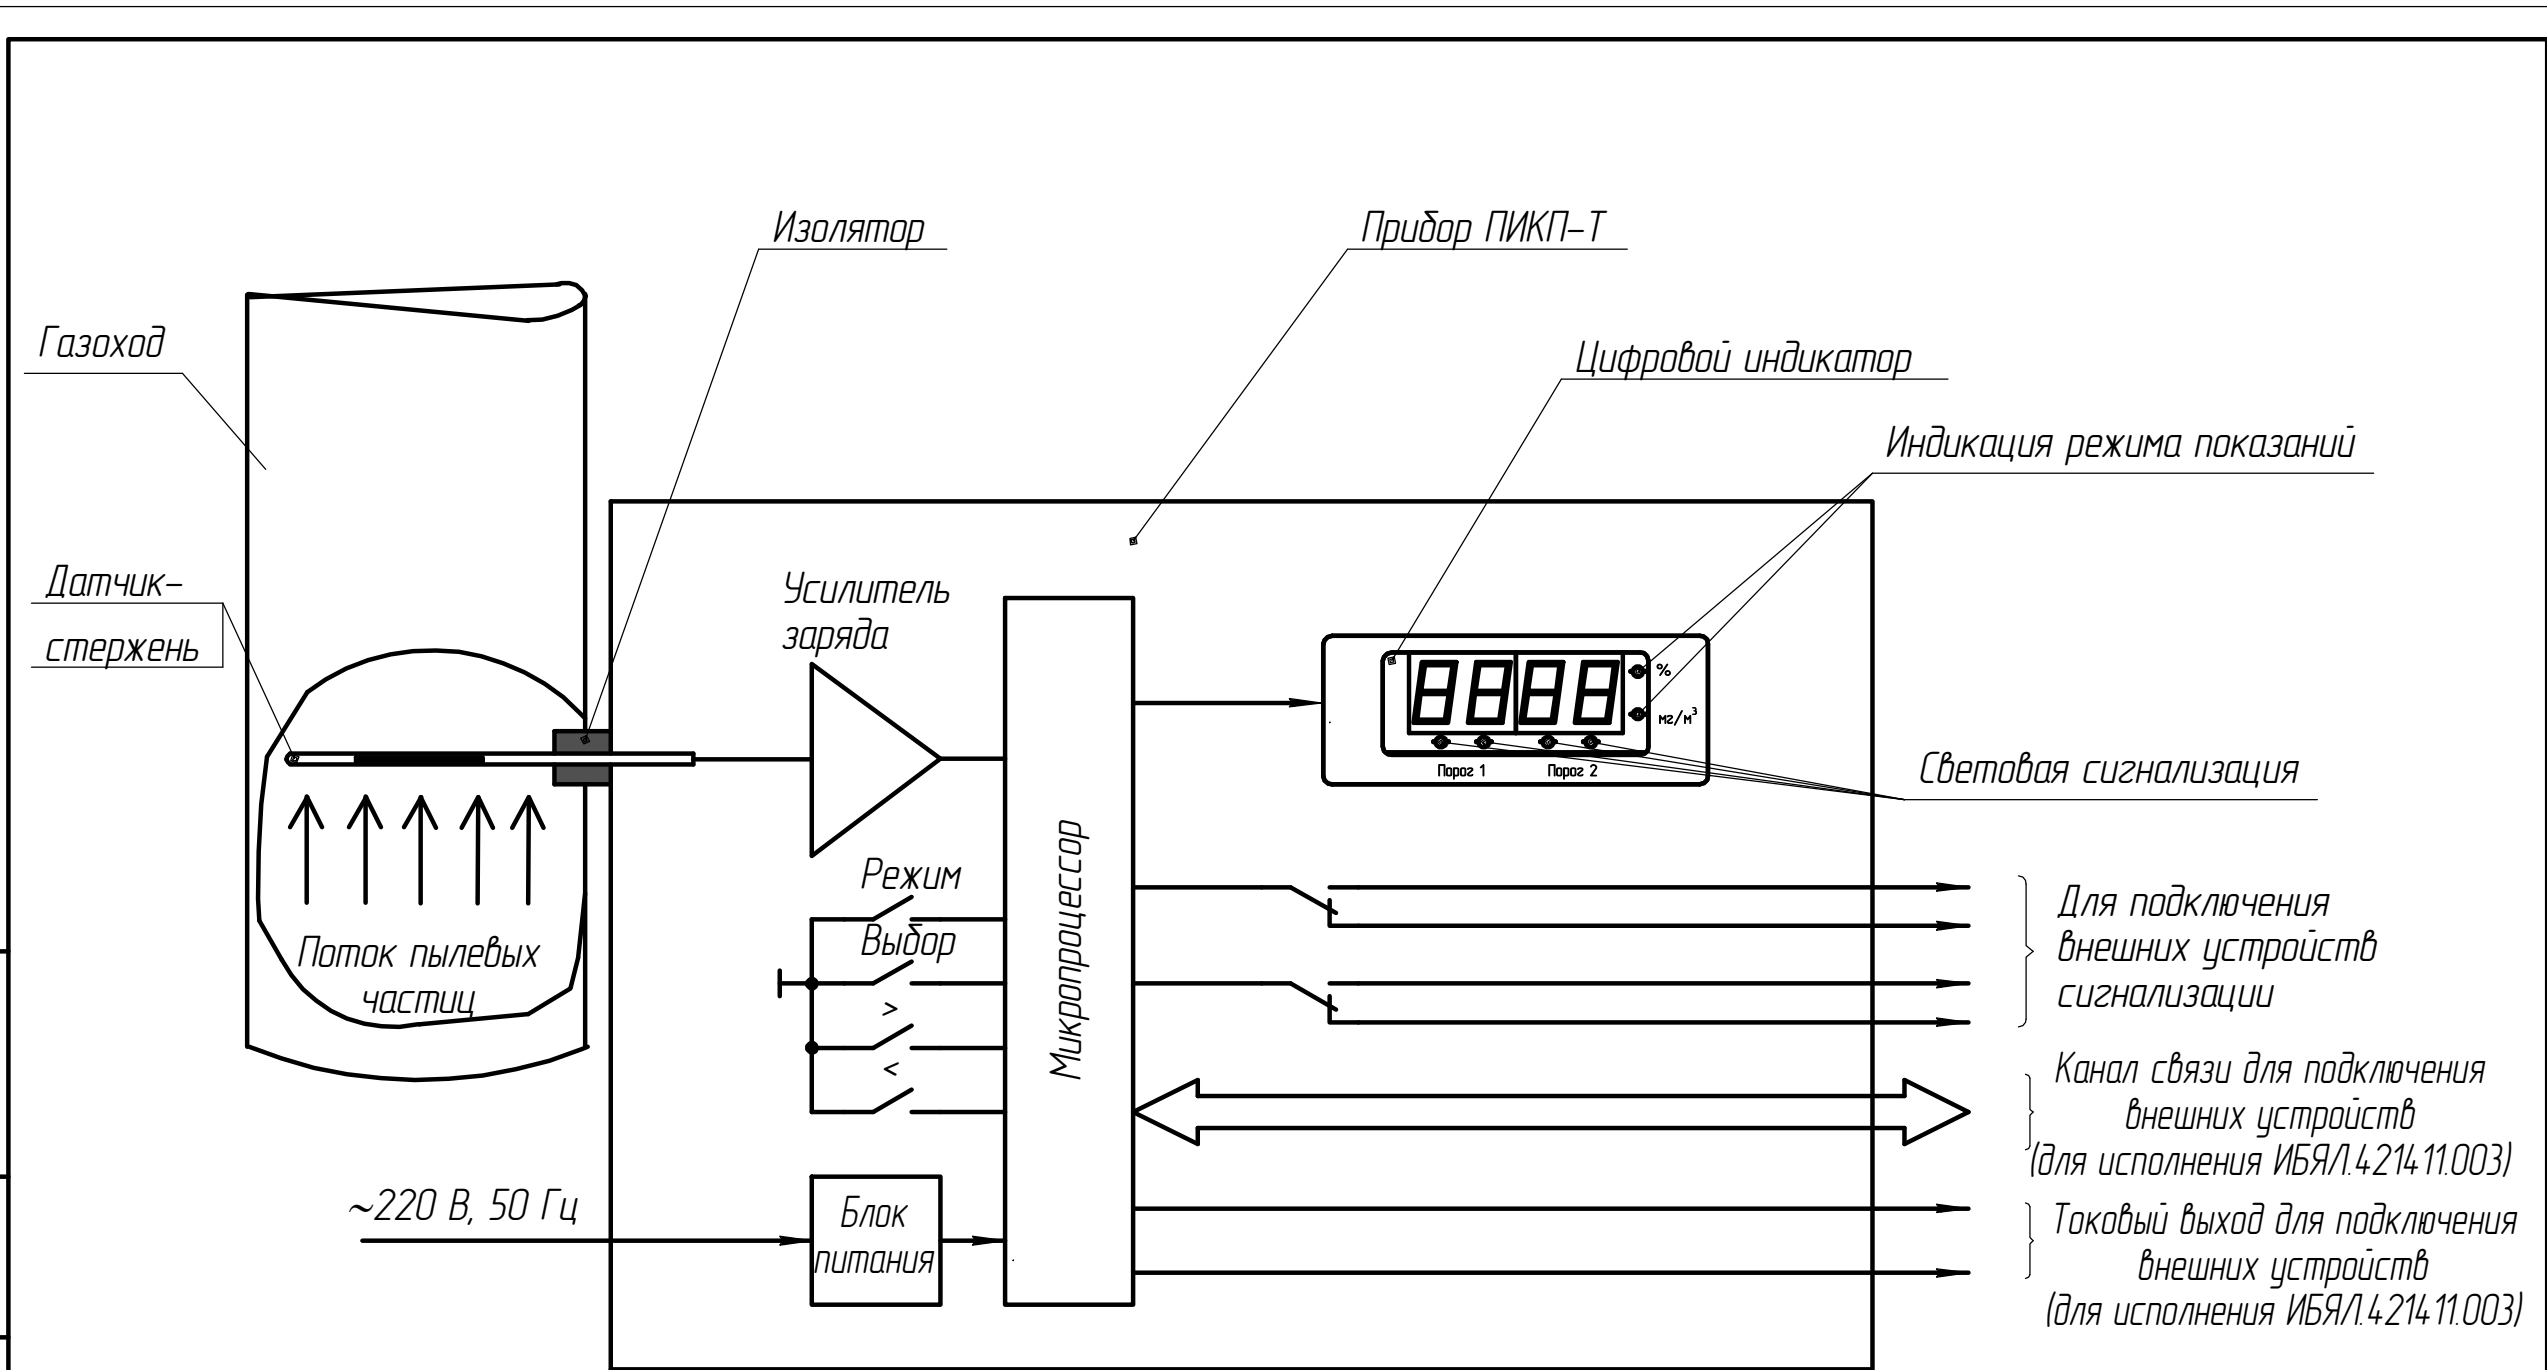 Изолятор
Прибор ПИКП-Т
Газоход
Цифровой индикатор
Индикация режима показаний
Датчик-
стержень
Усилитель
заряда
%
мг/м³
Порог 1 Порог 2
Световая сигнализация
Поток пылевых
частиц
Режим
Выбор
>
<
Микропроцессор
Для подключения
внешних устройств
сигнализации
Канал связи для подключения
внешних устройств
(для исполнения ИБЯЛ.421411.003)
~220 В, 50 Гц
Блок
питания
Токовый выход для подключения
внешних устройств
(для исполнения ИБЯЛ.421411.003)